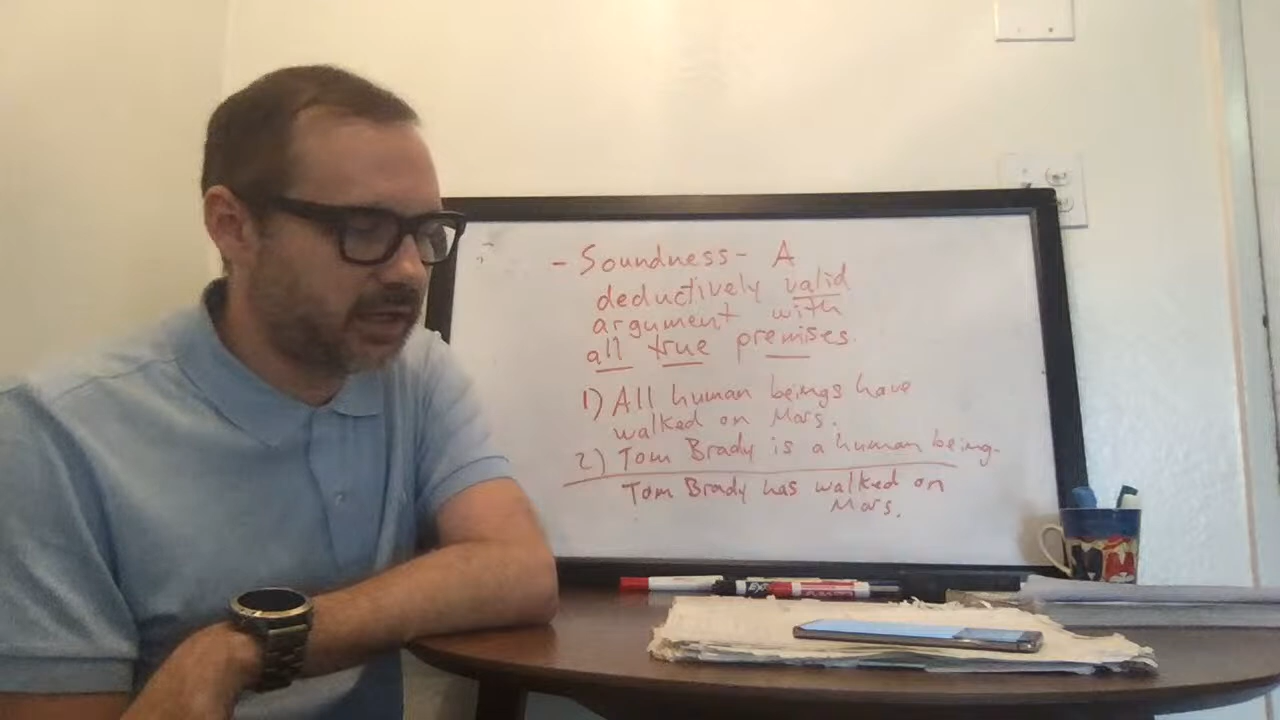 - Soundness - A
deductively valid
argument with
all true premises.
1) All human beings have
walked on Mars.
2) Tom Brady is a human being.
Tom Brady has walked on
Mars.
EXPO